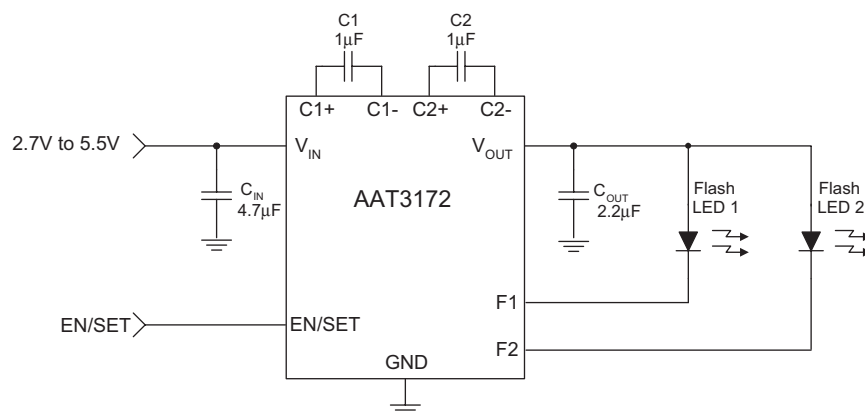 C1
1μF
C2
1μF
C1+
C1-
C2+
C2-
2.7V to 5.5V
VIN
VOUT
CIN
4.7μF
AAT3172
COUT
2.2μF
Flash
LED 1
Flash
LED 2
F1
EN/SET
EN/SET
F2
GND